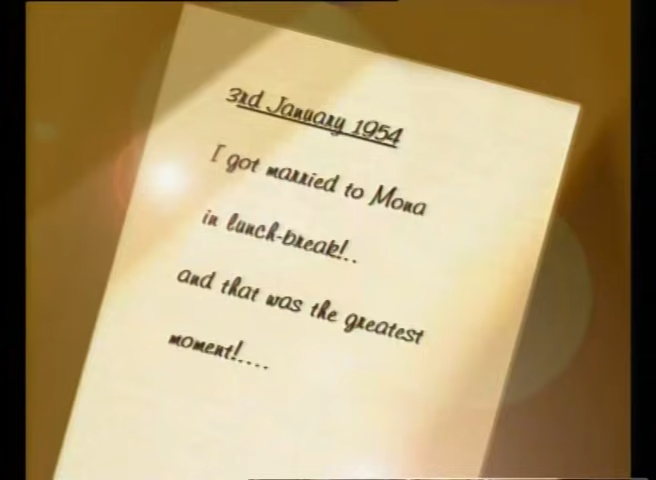 3rd January 1954
I got married to Mona
in lunch-break!..
and that was the greatest
moment!....